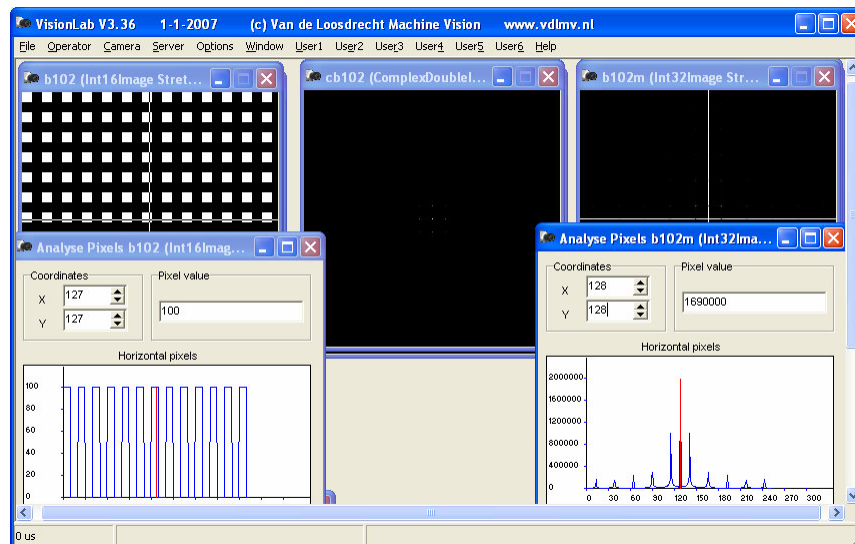 VisionLab V3.36 1-1-2007 (c) Van de Loosdrecht Machine Vision www.vdlmv.nl
File Operator Camera Server Options Window User1 User2 User3 User4 User5 User6 Help
b102 (Int16Image Stret...
cb102 (ComplexDoubleI...
b102m (Int32Image Str...
Analyse Pixels b102 (Int16Imag...
Coordinates
X 127
Y 127
Pixel value
100
Horizontal pixels
100
80
60
40
20
0
Analyse Pixels b102m (Int32Ima...
Coordinates
X 128
Y 128
Pixel value
1690000
Horizontal pixels
2000000
1600000
1200000
800000
400000
0
0 30 60 90 120 150 180 210 240 270 300
0 us